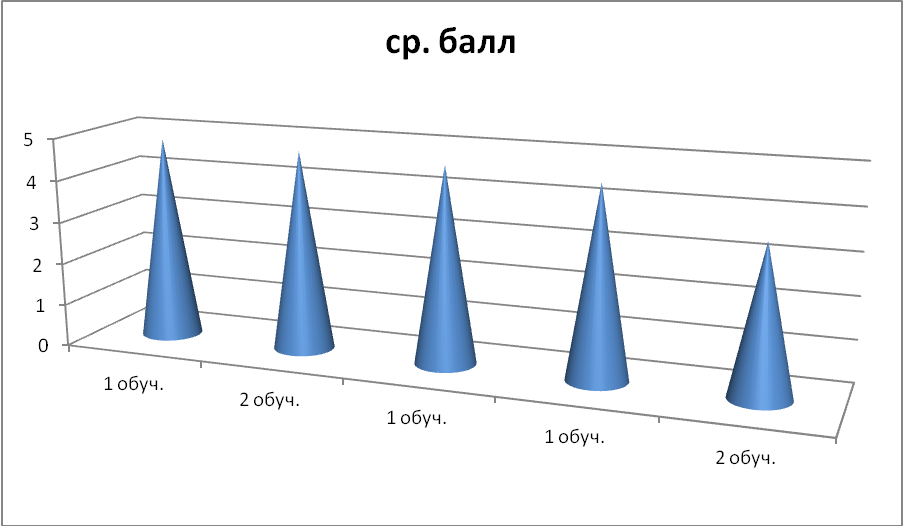 ср. балл
5
4
3
2
1
0
1 обуч.
2 обуч.
1 обуч.
1 обуч.
2 обуч.